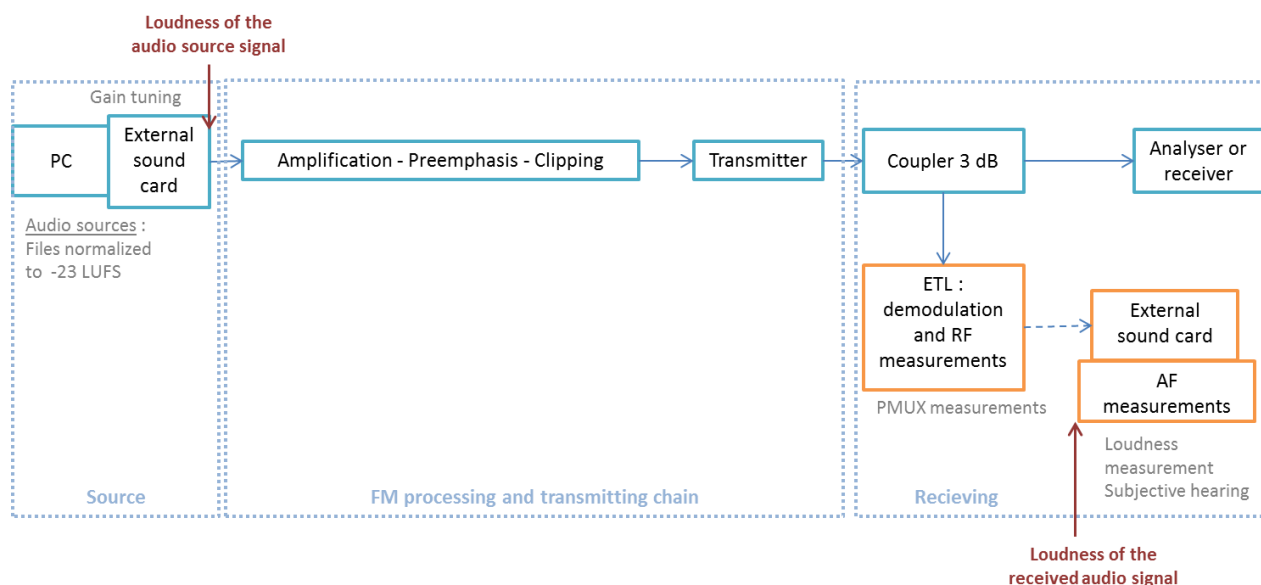 Loudness of the
audio source signal
Gain tuning
PC
External
sound
card
Audio sources :
Files normalized
to -23 LUFS
Source
Amplification - Preemphasis - Clipping
Transmitter
FM processing and transmitting chain
Coupler 3 dB
Analyser or
receiver
ETL :
demodulation
and RF
measurements
PMUX measurements
External
sound card
AF
measurements
Loudness
measurement
Subjective hearing
Recieving
Loudness of the
received audio signal